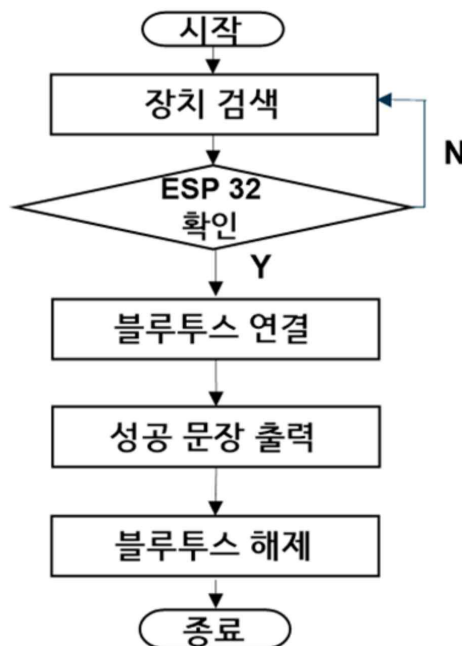 시작
장치 검색
N
ESP 32
확인
Y
블루투스 연결
성공 문장 출력
블루투스 해제
종료